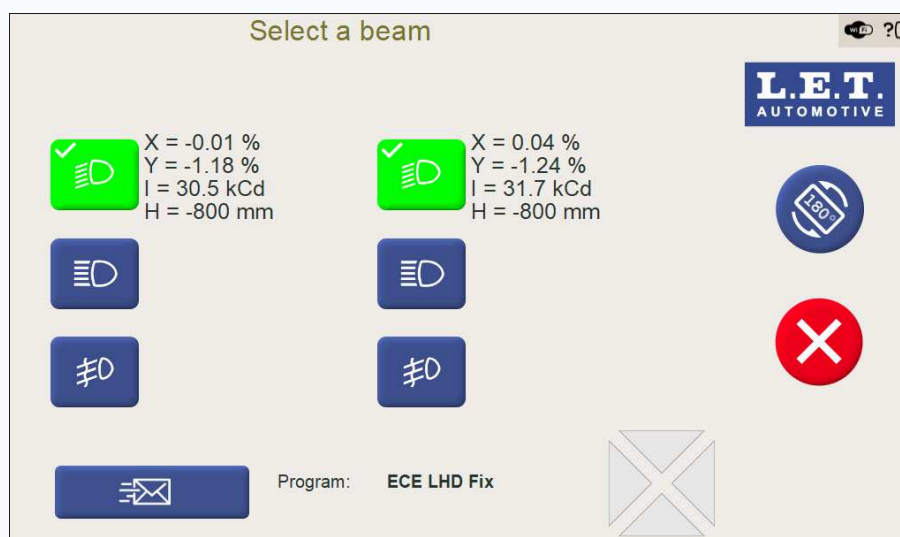 Select a beam
WiFi
?
L.E.T.
AUTOMOTIVE
X = -0.01 %
Y = -1.18 %
I = 30.5 kCd
H = -800 mm
X = 0.04 %
Y = -1.24 %
I = 31.7 kCd
H = -800 mm
180°
Program: ECE LHD Fix